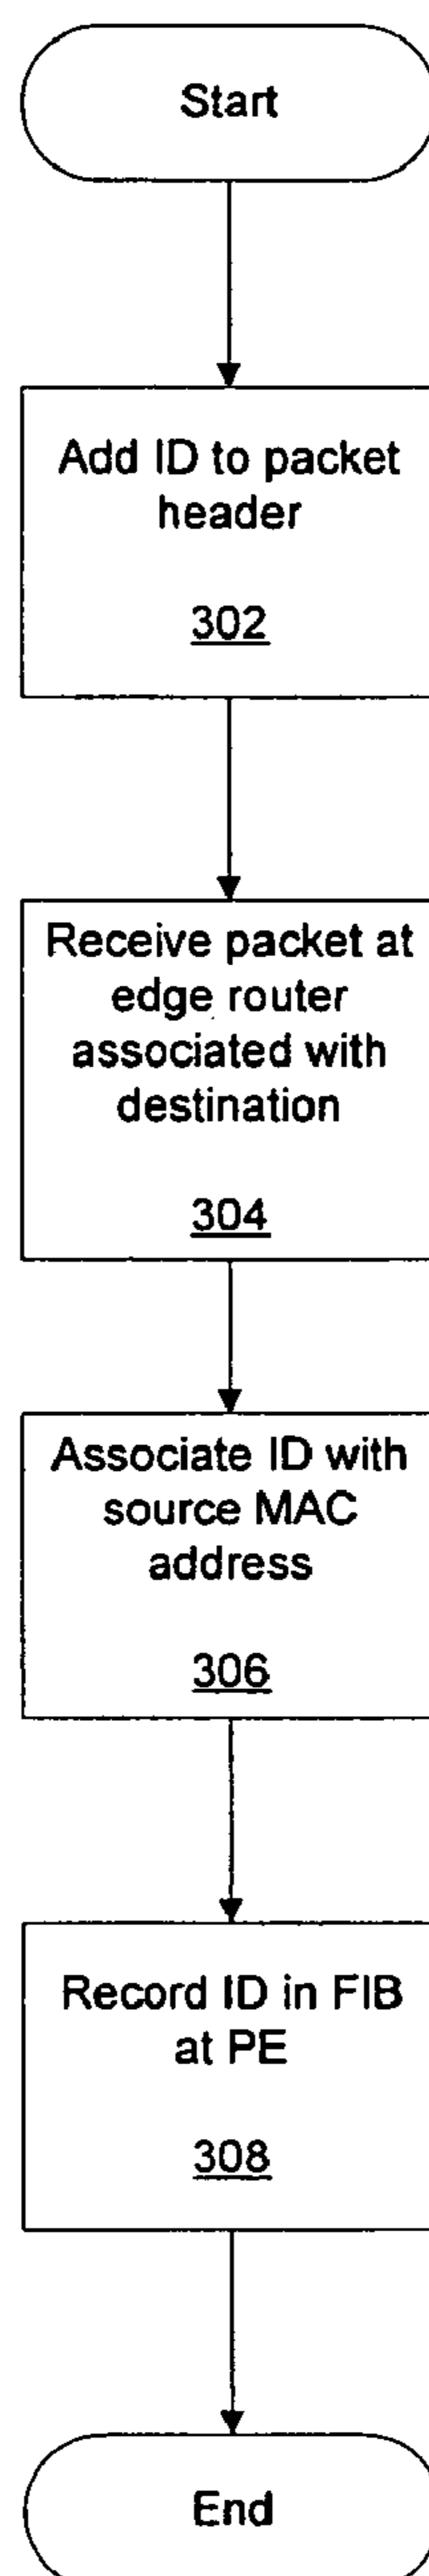 Start
Add ID to packet
header
302
Receive packet at
edge router
associated with
destination
304
Associate ID with
source MAC
address
306
Record ID in FIB
at PE
308
End